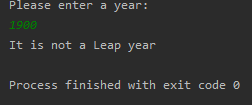 Please enter a year:
1900
It is not a Leap year
Process finished with exit code 0